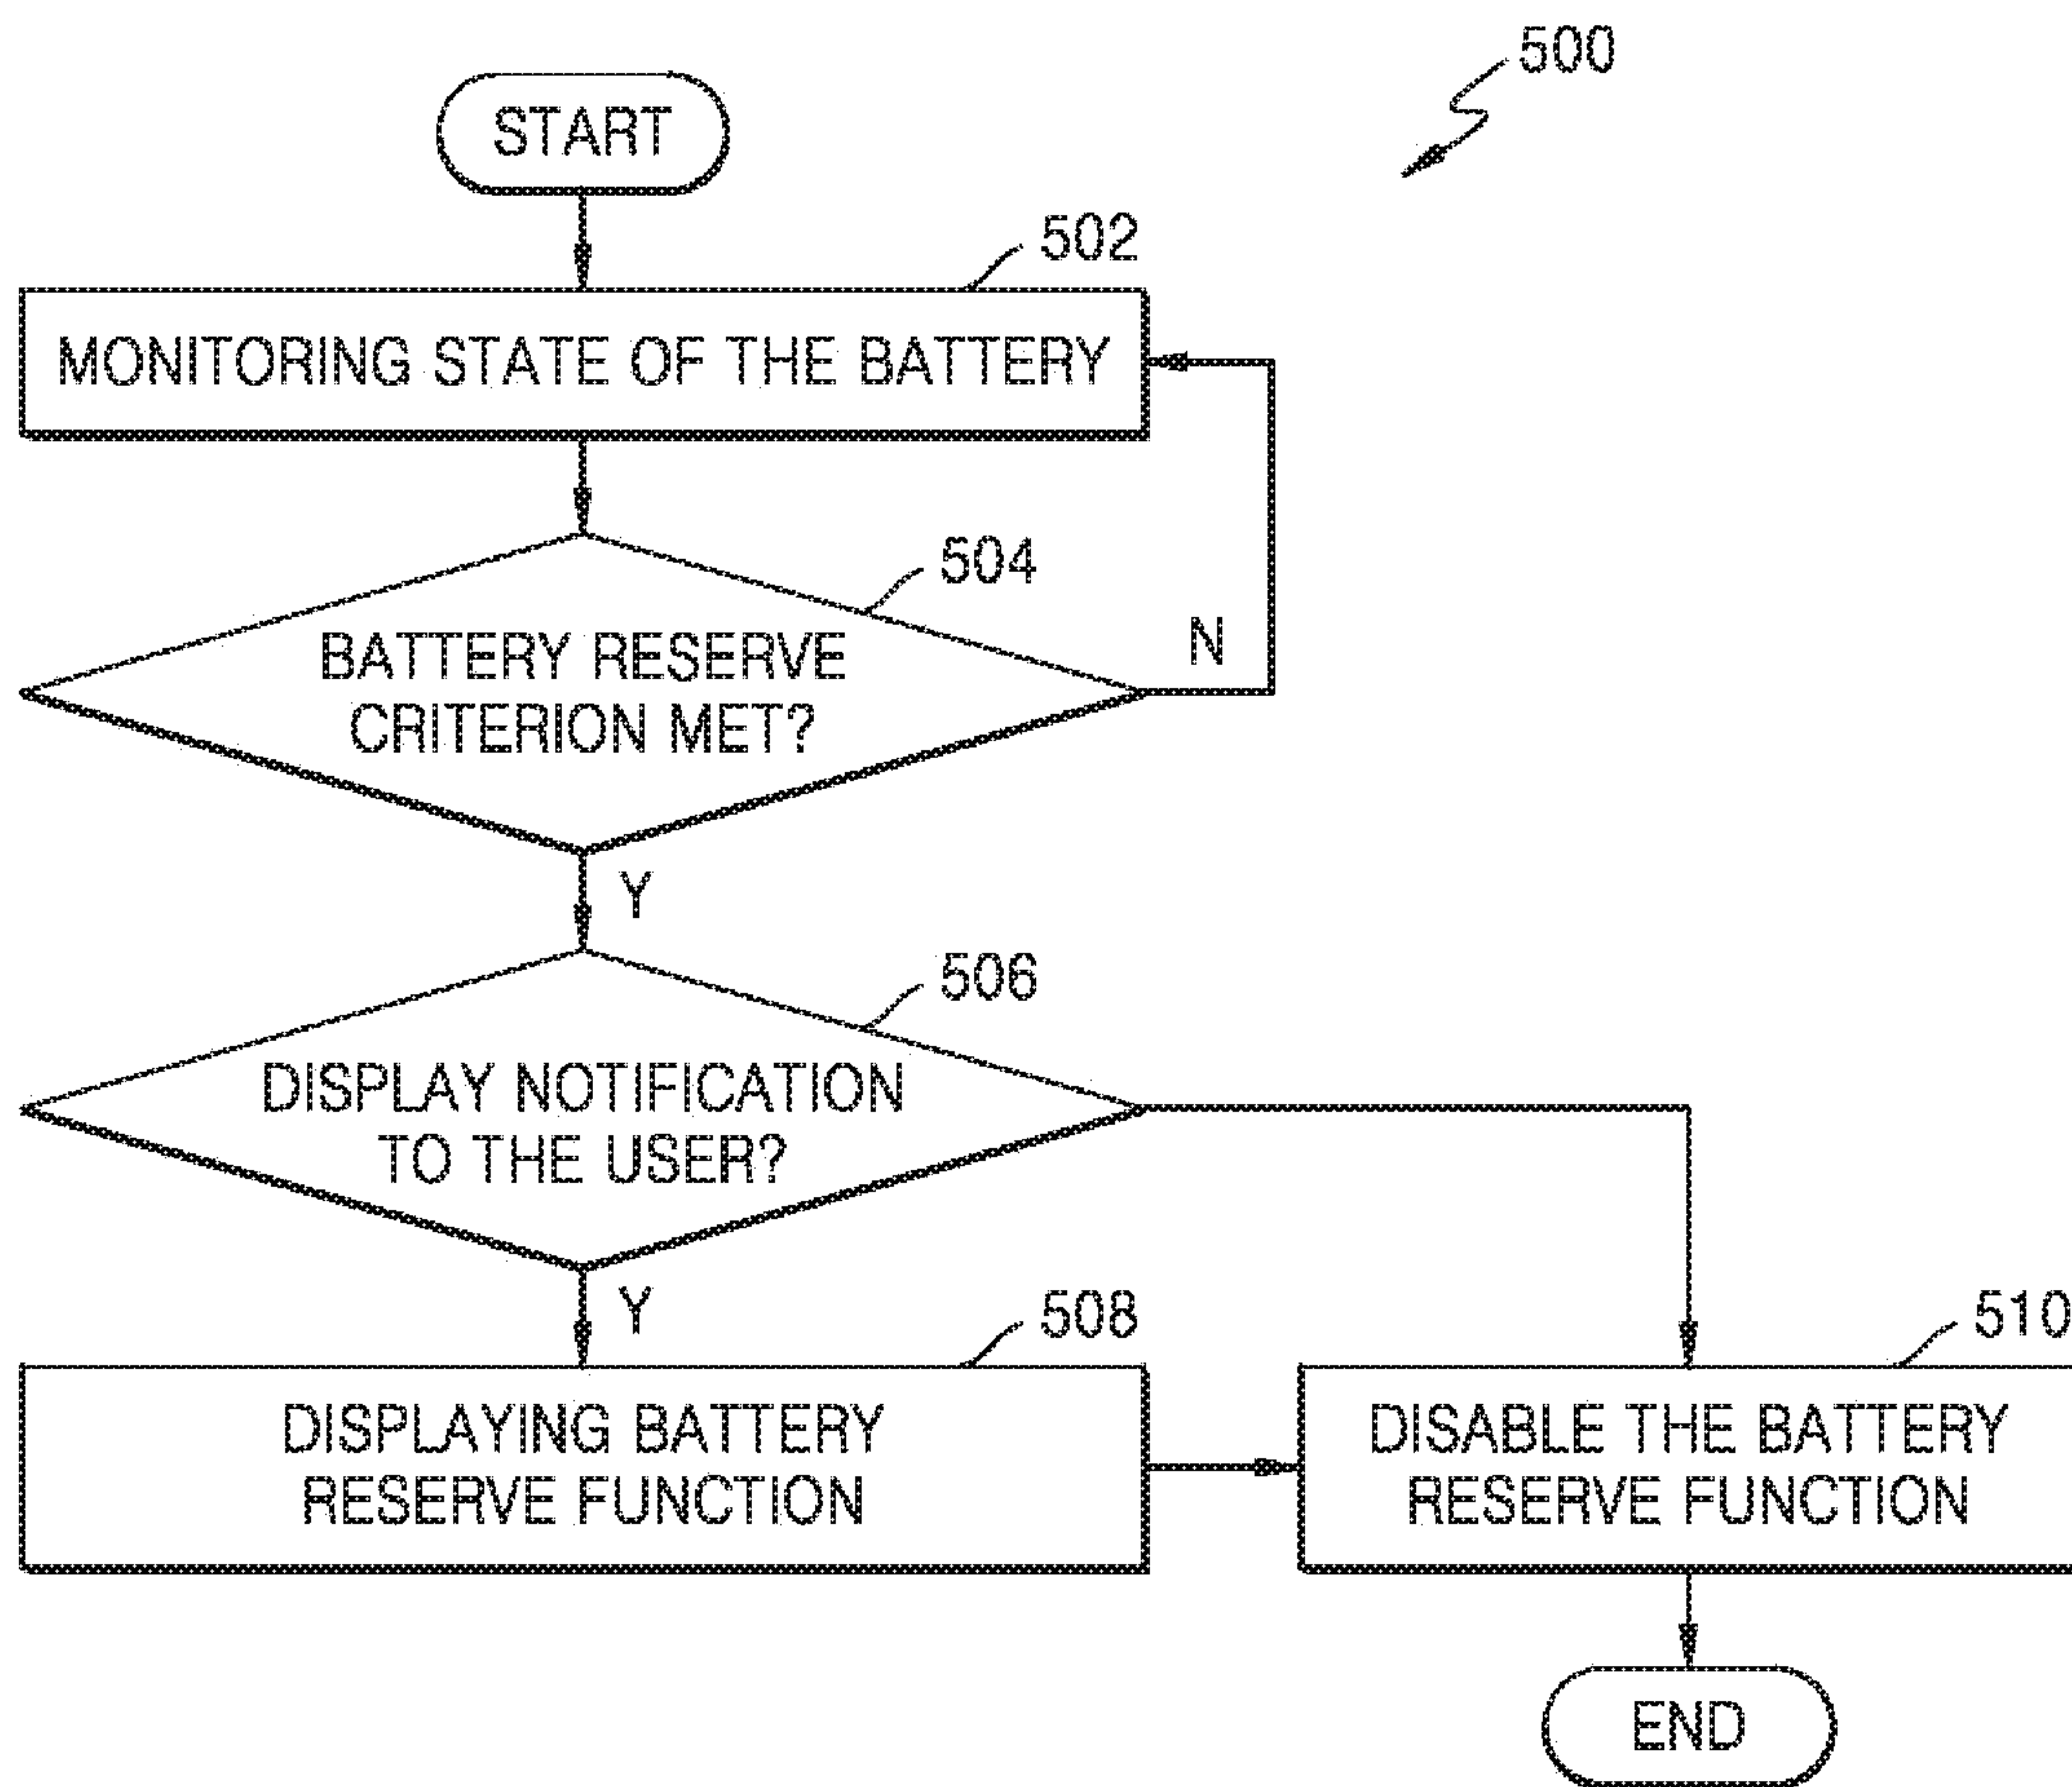 500
START
502
MONITORING STATE OF THE BATTERY
504
BATTERY RESERVE
CRITERION MET?
N
Y
506
DISPLAY NOTIFICATION
TO THE USER?
Y
508
DISPLAYING BATTERY
RESERVE FUNCTION
510
DISABLE THE BATTERY
RESERVE FUNCTION
END